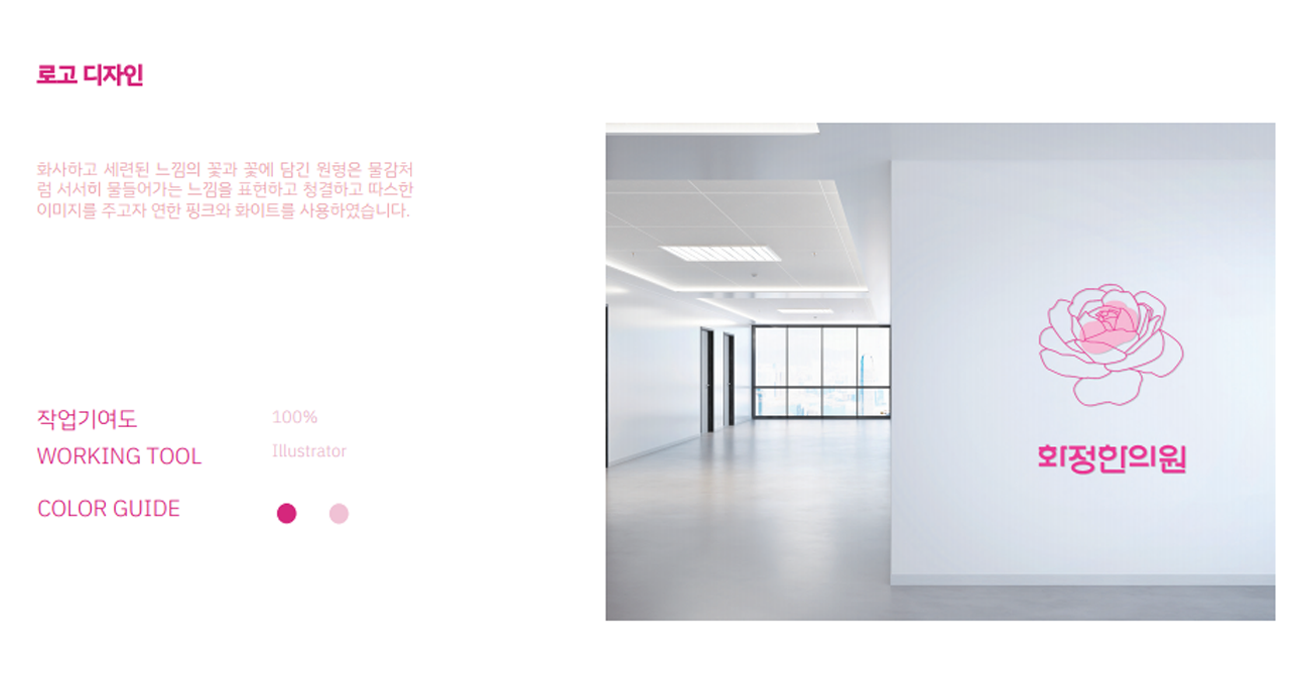 로고 디자인
화사하고 세련된 느낌의 꽃과 꽃에 담긴 원형은 물감처
럼 서서히 물들어가는 느낌을 표현하고 청결하고 따스한
이미지를 주고자 연한 핑크와 화이트를 사용하였습니다.
작업기여도 100%
WORKING TOOL Illustrator
COLOR GUIDE
화정한의원